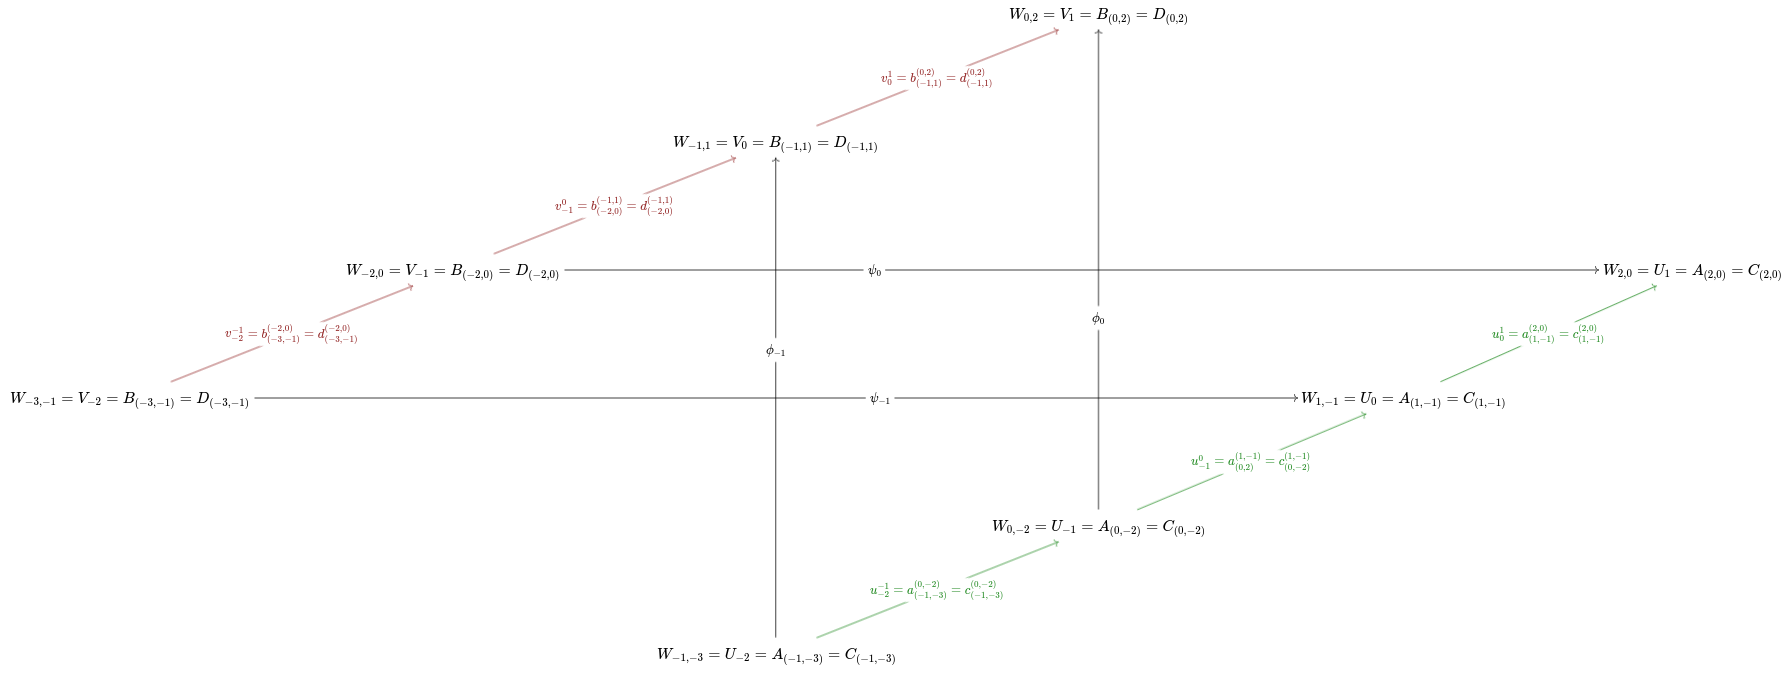 $W_{0,2} = V_1 = B_{(0,2)} = D_{(0,2)}$
$v_0^1 = b_{(-1,1)}^{(0,2)} = d_{(-1,1)}^{(0,2)}$
$W_{-1,1} = V_0 = B_{(-1,1)} = D_{(-1,1)}$
$v_{-1}^0 = b_{(-2,0)}^{(-1,1)} = d_{(-2,0)}^{(-1,1)}$
$W_{-2,0} = V_{-1} = B_{(-2,0)} = D_{(-2,0)}$
$\psi_0$
$W_{2,0} = U_1 = A_{(2,0)} = C_{(2,0)}$
$\phi_0$
$v_{-2}^{-1} = b_{(-3,-1)}^{(-2,0)} = d_{(-3,-1)}^{(-2,0)}$
$u_0^1 = a_{(1,-1)}^{(2,0)} = c_{(1,-1)}^{(2,0)}$
$\phi_{-1}$
$W_{-3,-1} = V_{-2} = B_{(-3,-1)} = D_{(-3,-1)}$
$\psi_{-1}$
$W_{1,-1} = U_0 = A_{(1,-1)} = C_{(1,-1)}$
$u_{-1}^0 = a_{(0,2)}^{(1,-1)} = c_{(0,-2)}^{(1,-1)}$
$W_{0,-2} = U_{-1} = A_{(0,-2)} = C_{(0,-2)}$
$u_{-2}^{-1} = a_{(-1,-3)}^{(0,-2)} = c_{(-1,-3)}^{(0,-2)}$
$W_{-1,-3} = U_{-2} = A_{(-1,-3)} = C_{(-1,-3)}$